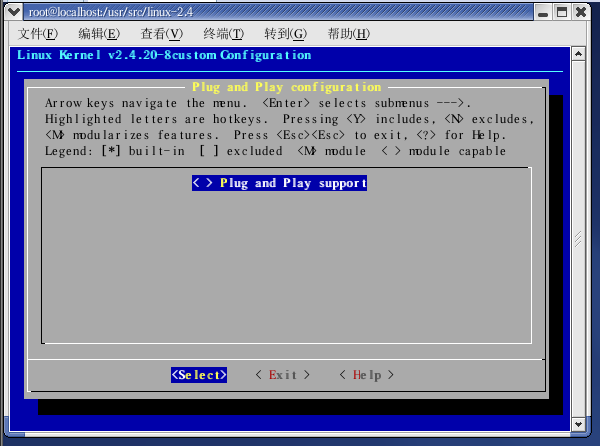 root@localhost:/usr/src/linux-2.4
文件(F) 编辑(E) 查看(V) 终端(T) 转到(G) 帮助(H)
Linux Kernel v2.4.20-8custom Configuration
Plug and Play configuration
Arrow keys navigate the menu. <Enter> selects submenus --->.
Highlighted letters are hotkeys. Pressing <Y> includes, <N> excludes,
<M> modularizes features. Press <Esc><Esc> to exit, <?> for Help.
Legend: [*] built-in [ ] excluded <M> module < > module capable
< > Plug and Play support
<Select> < Exit > < Help >